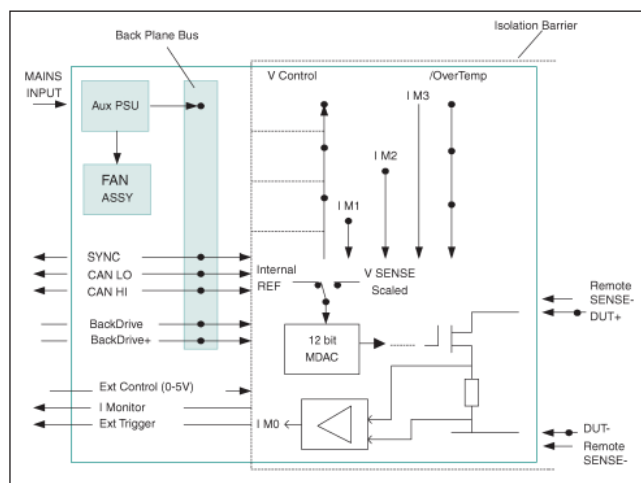 Isolation Barrier
Back Plane Bus
MAINS
INPUT
Aux PSU
FAN
ASSY
V Control
/OverTemp
I M3
I M2
I M1
SYNC
CAN LO
CAN HI
BackDrive
BackDrive+
Internal
REF
V SENSE
Scaled
12 bit
MDAC
Remote
SENSE-
DUT+
Ext Control (0-5V)
I Monitor
Ext Trigger
I M0
DUT-
Remote
SENSE-